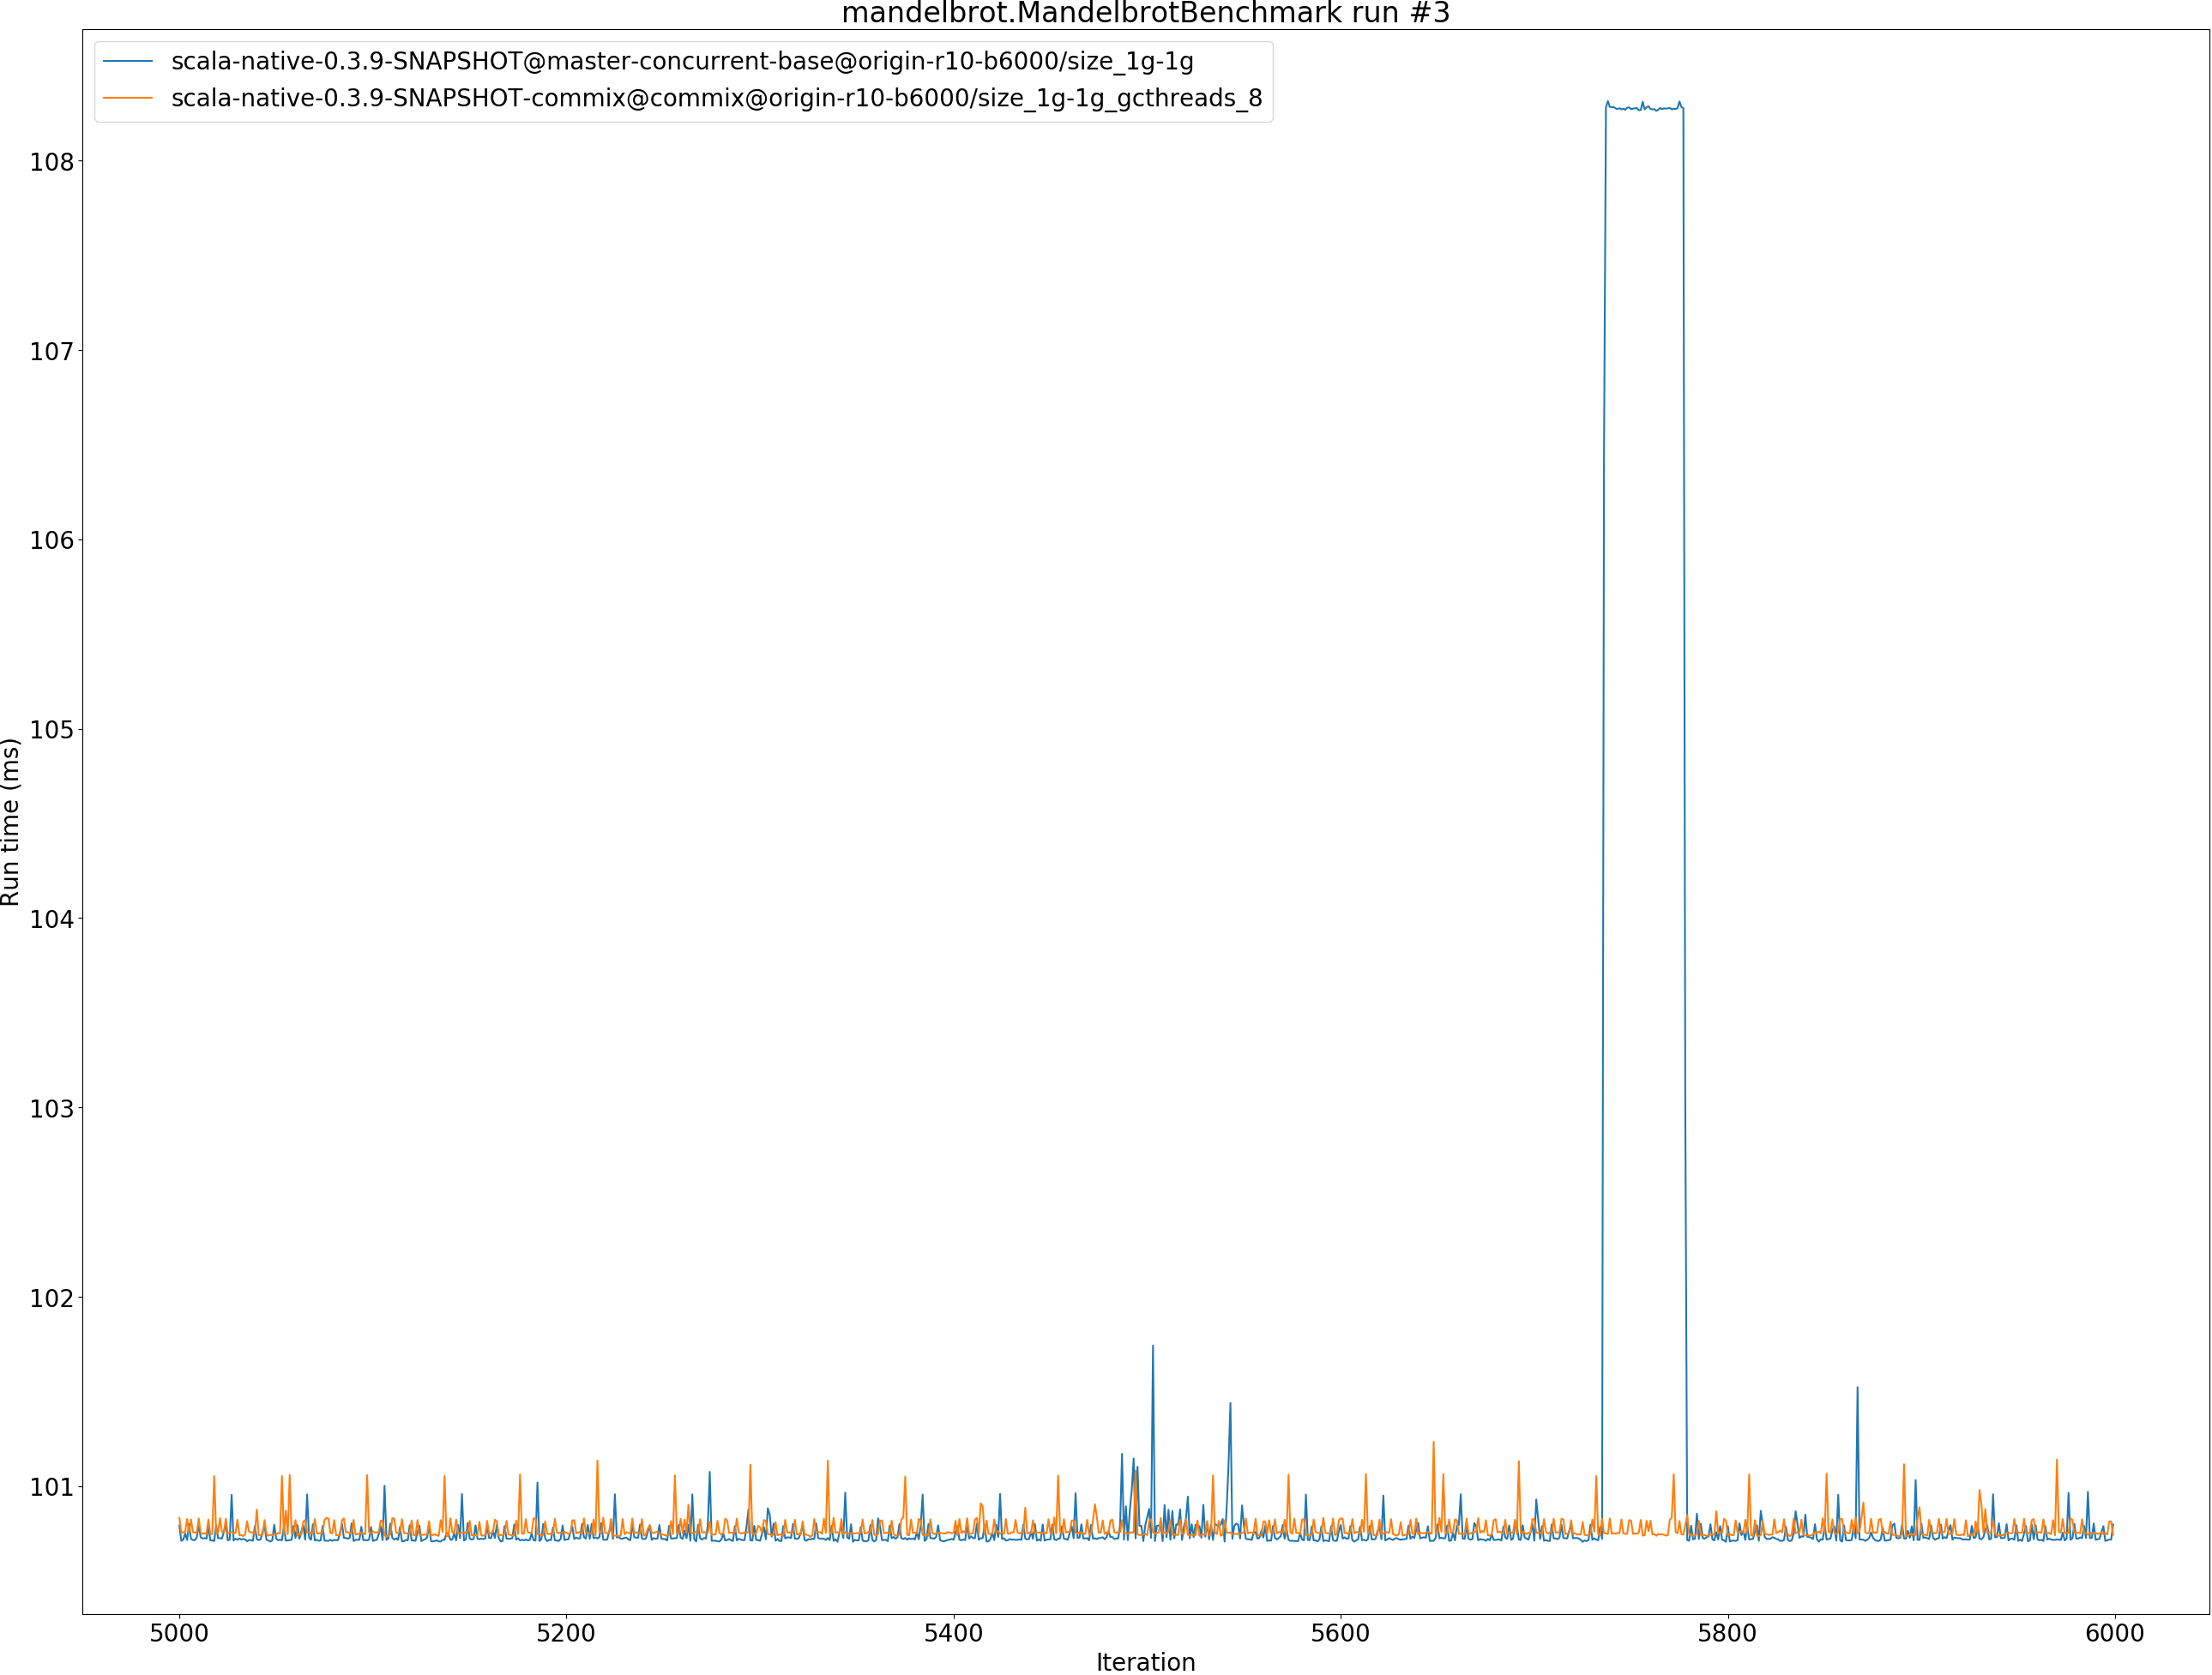 mandelbrot.MandelbrotBenchmark run #3
scala-native-0.3.9-SNAPSHOT@master-concurrent-base@origin-r10-b6000/size_1g-1g
scala-native-0.3.9-SNAPSHOT-commix@commix@origin-r10-b6000/size_1g-1g_gcthreads_8
108
107
106
105
104
103
102
101
Run time (ms)
5000 5200 5400 5600 5800 6000
Iteration